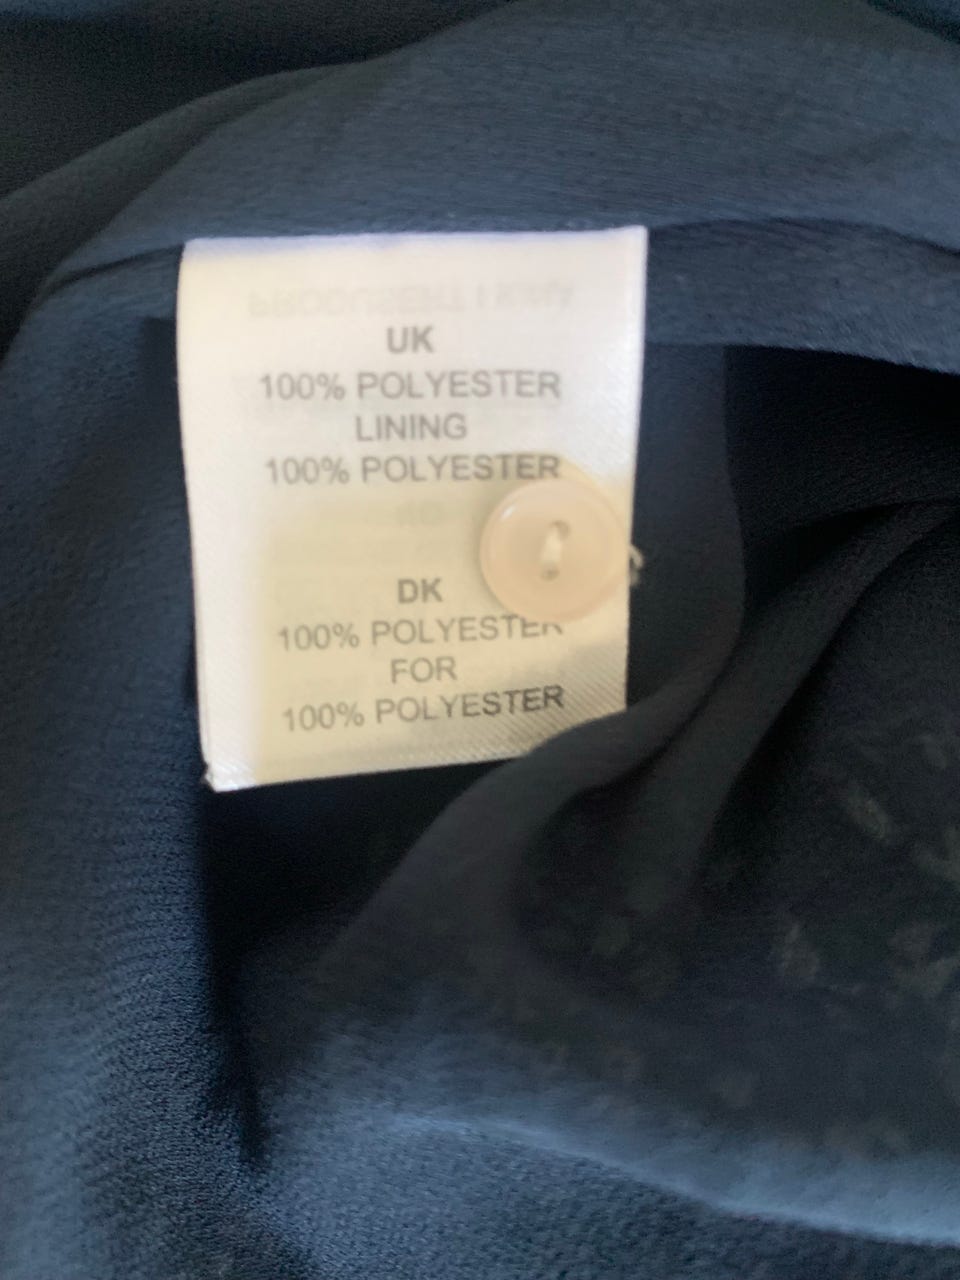 UK
100% POLYESTER
LINING
100% POLYESTER
DK
100% POLYESTER
FOR
100% POLYESTER